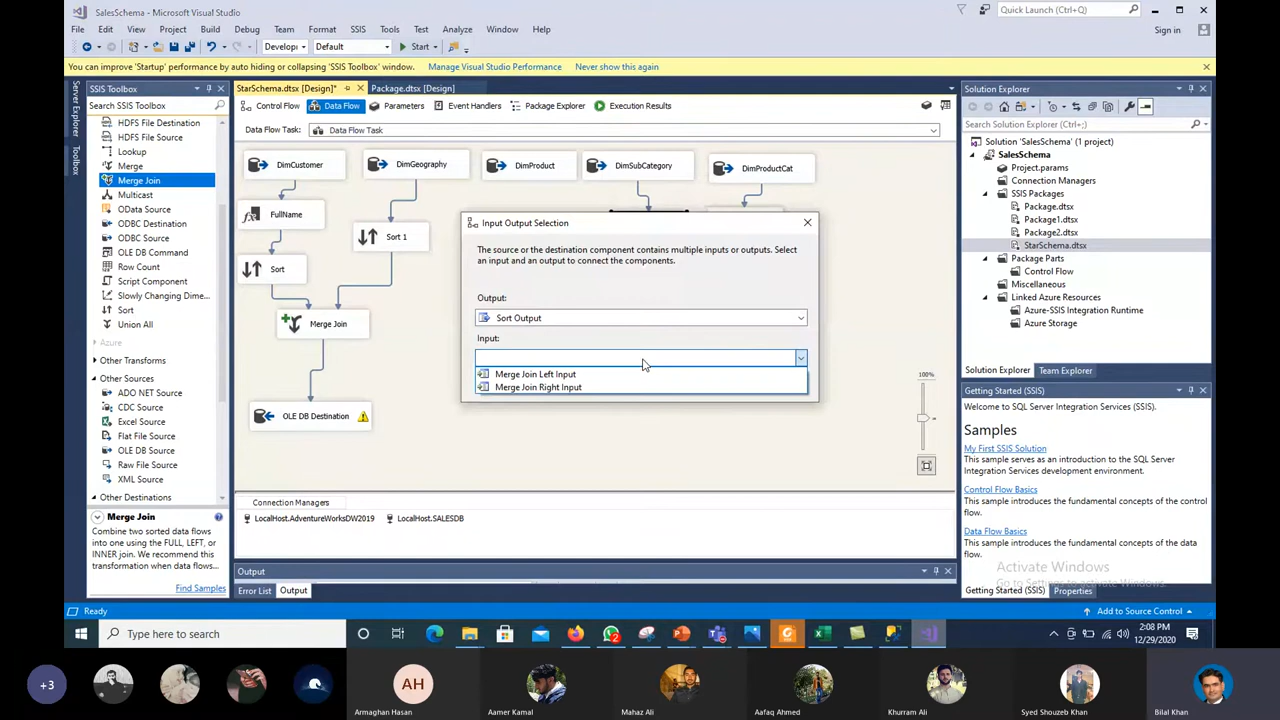 SalesSchema - Microsoft Visual Studio
Quick Launch (Ctrl+;)
File Edit View Project Build Debug Team Format SSIS Tools Test Analyze Window Help
Sign in
Develop Default Start
You can improve 'Startup' performance by auto hiding or collapsing 'SSIS Toolbox' window. Manage Visual Studio Performance Never show this again
Server Explorer
Toolbox
SSIS Toolbox
Search SSIS Toolbox
HDFS File Destination
HDFS File Source
Lookup
Merge
Merge Join
Multicast
OData Source
ODBC Destination
ODBC Source
OLE DB Command
Row Count
Script Component
Slowly Changing Dime...
Sort
Union All
Azure
Other Transforms
Other Sources
ADO NET Source
CDC Source
Excel Source
Flat File Source
OLE DB Source
Raw File Source
XML Source
Other Destinations
Merge Join
Combine two sorted data flows
into one using the FULL, LEFT, or
INNER join. We recommend this
transformation when data flows...
Find Samples
StarSchema.dtsx [Design]* Package.dtsx [Design]
Control Flow Data Flow Parameters Event Handlers Package Explorer Execution Results
Data Flow Task: Data Flow Task
DimCustomer
DimGeography
DimProduct
DimSubCategory
DimProductCat
FullName
Sort 1
Sort
Merge Join
OLE DB Destination
Input Output Selection
The source or the destination component contains multiple inputs or outputs. Select
an input and an output to connect the components.
Output:
Sort Output
Input:
Merge Join Left Input
Merge Join Right Input
100%
Connection Managers
LocalHost.AdventureWorksDW2019 LocalHost.SALESDB
Output
Error List Output
Solution Explorer
Search Solution Explorer (Ctrl+;)
Solution 'SalesSchema' (1 project)
SalesSchema
Project.params
Connection Managers
SSIS Packages
Package.dtsx
Package1.dtsx
Package2.dtsx
StarSchema.dtsx
Package Parts
Control Flow
Miscellaneous
Linked Azure Resources
Azure-SSIS Integration Runtime
Azure Storage
Solution Explorer Team Explorer
Getting Started (SSIS)
Welcome to SQL Server Integration Services (SSIS).
Samples
My First SSIS Solution
This sample serves as an introduction to the SQL Server
Integration Services development environment.
Control Flow Basics
This sample introduces the fundamental concepts of the control
flow.
Data Flow Basics
This sample introduces the fundamental concepts of the data
flow.
Activate Windows
Go to Settings to activate Windows.
Getting Started (SSIS) Properties
Ready
Add to Source Control
Type here to search
2:08 PM
12/29/2020
+3
AH
Armaghan Hasan
Aamer Kamal
Mahaz Ali
Aafaq Ahmed
Khurram Ali
Syed Shouzeb Khan
Bilal Khan